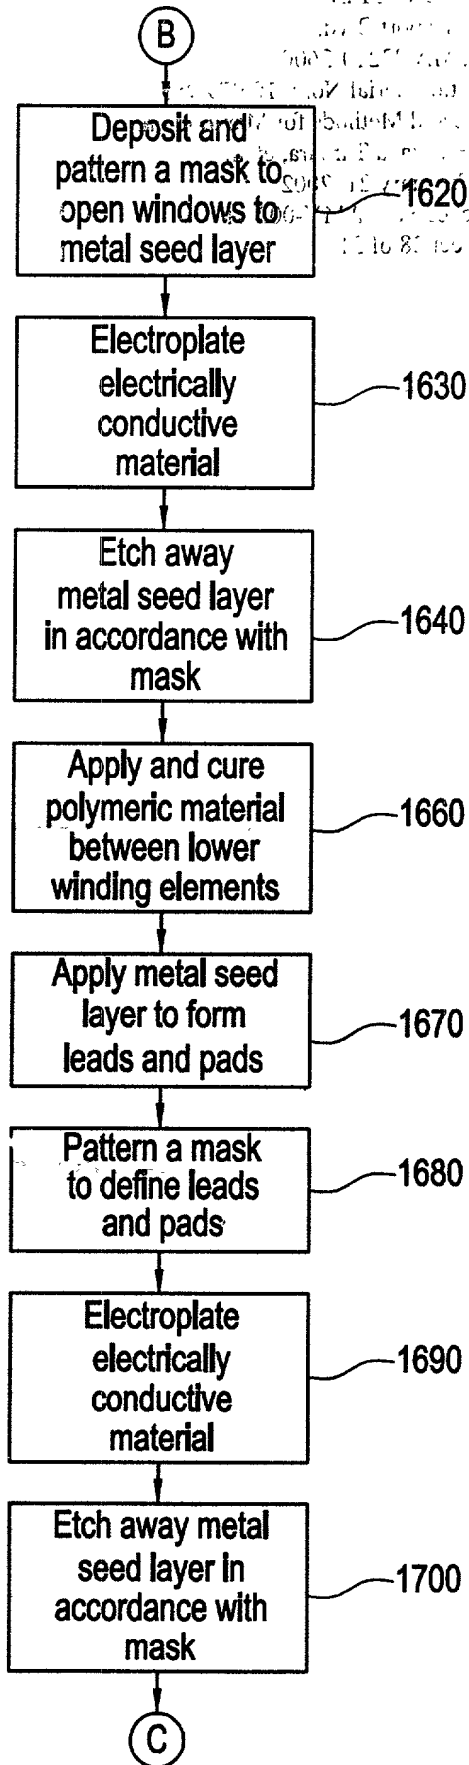 B
Deposit and
pattern a mask to
open windows to
metal seed layer
1620
Electroplate
electrically
conductive
material
1630
Etch away
metal seed layer
in accordance with
mask
1640
Apply and cure
polymeric material
between lower
winding elements
1660
Apply metal seed
layer to form
leads and pads
1670
Pattern a mask
to define leads
and pads
1680
Electroplate
electrically
conductive
material
1690
Etch away metal
seed layer in
accordance with
mask
1700
C